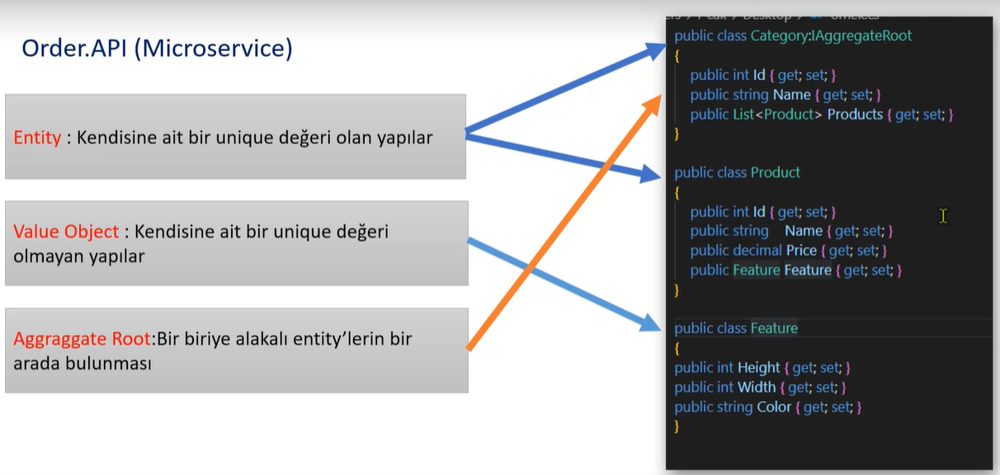 Order.API (Microservice)
Entity : Kendisine ait bir unique değeri olan yapılar
Value Object : Kendisine ait bir unique değeri
olmayan yapılar
Aggraggate Root:Bir biriye alakalı entity’lerin bir
arada bulunması
public class Category:IAggregateRoot
{
public int Id { get; set; }
public string Name { get; set; }
public List<Product> Products { get; set; }
}
public class Product
{
public int Id { get; set; }
public string Name { get; set; }
public decimal Price { get; set; }
public Feature Feature { get; set; }
}
public class Feature
{
public int Height { get; set; }
public int Width { get; set; }
public string Color { get; set; }
}